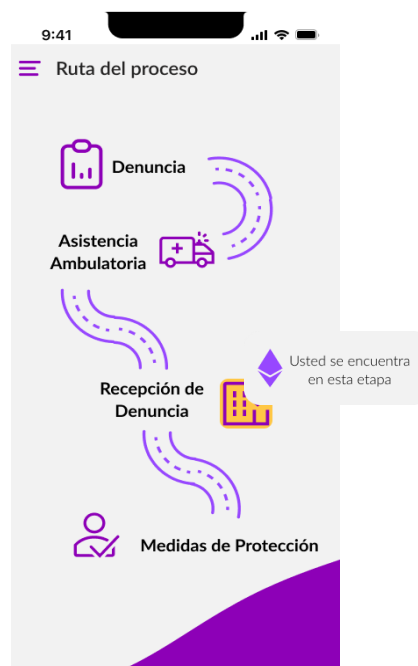 9:41
Ruta del proceso
Denuncia
Asistencia
Ambulatoria
Usted se encuentra
en esta etapa
Recepción de
Denuncia
Medidas de Protección